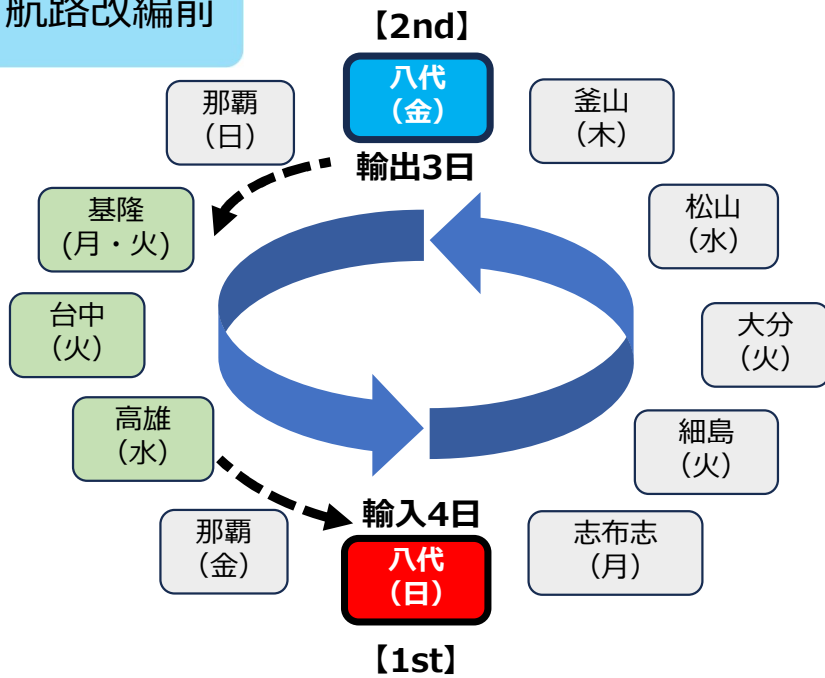 航路改編前
【2nd】
八代
（金）
釜山
（木）
那覇
（日）
輸出3日
基隆
(月・火)
松山
（水）
台中
（火）
大分
（火）
高雄
（水）
細島
（火）
輸入4日
那覇
（金）
八代
（日）
志布志
（月）
【1st】